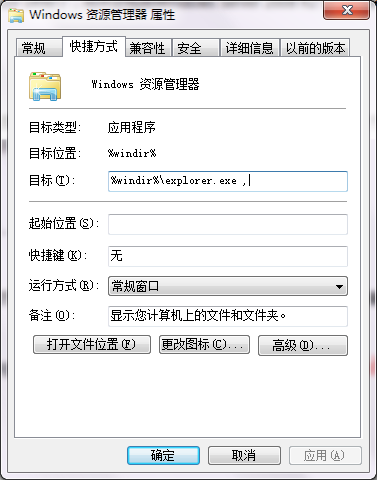 Windows 资源管理器 属性
常规 快捷方式 兼容性 安全 详细信息 以前的版本
Windows 资源管理器
目标类型: 应用程序
目标位置: %windir%
目标(T): %windir%\explorer.exe ,
起始位置(S):
快捷键(K): 无
运行方式(R): 常规窗口
备注(O): 显示您计算机上的文件和文件夹。
打开文件位置(F) 更改图标(C)... 高级(D)...
确定 取消 应用(A)